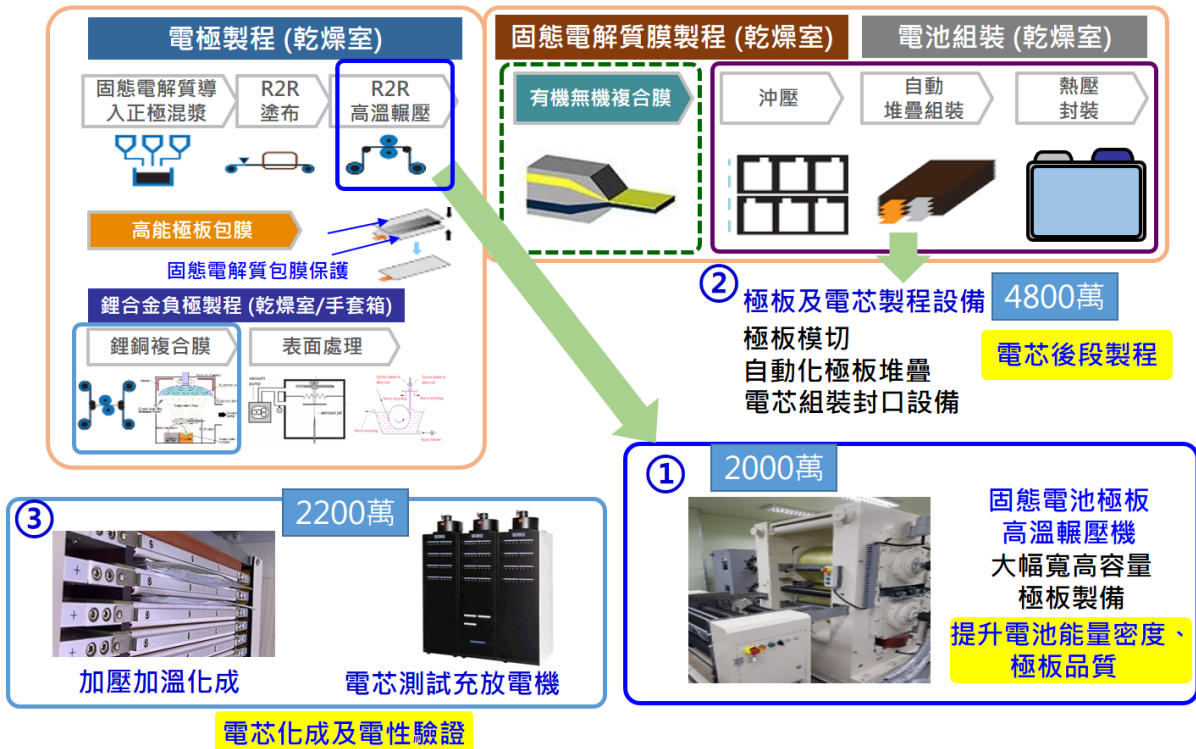 電極製程 (乾燥室)
固態電解質導
入正極混漿
R2R
塗布
R2R
高溫輾壓
高能極板包膜
固態電解質包膜保護
鋰合金負極製程 (乾燥室/手套箱)
鋰銅複合膜
表面處理
固態電解質膜製程 (乾燥室)
有機無機複合膜
電池組裝 (乾燥室)
沖壓
自動
堆疊組裝
熱壓
封裝
②
極板及電芯製程設備
4800萬
極板模切
自動化極板堆疊
電芯組裝封口設備
電芯後段製程
①
2000萬
固態電池極板
高溫輾壓機
大幅寬高容量
極板製備
提升電池能量密度、
極板品質
③
2200萬
加壓加溫化成
電芯測試充放電機
電芯化成及電性驗證